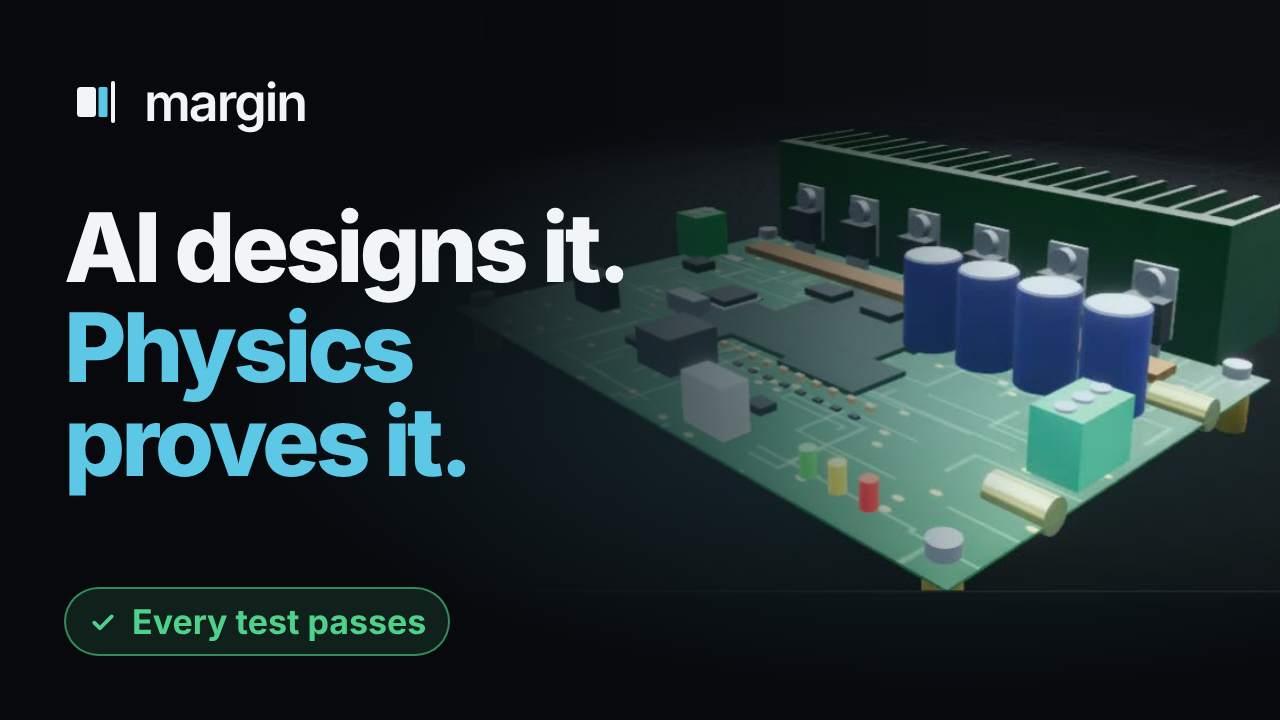 margin
AI designs it.
Physics
proves it.
Every test passes